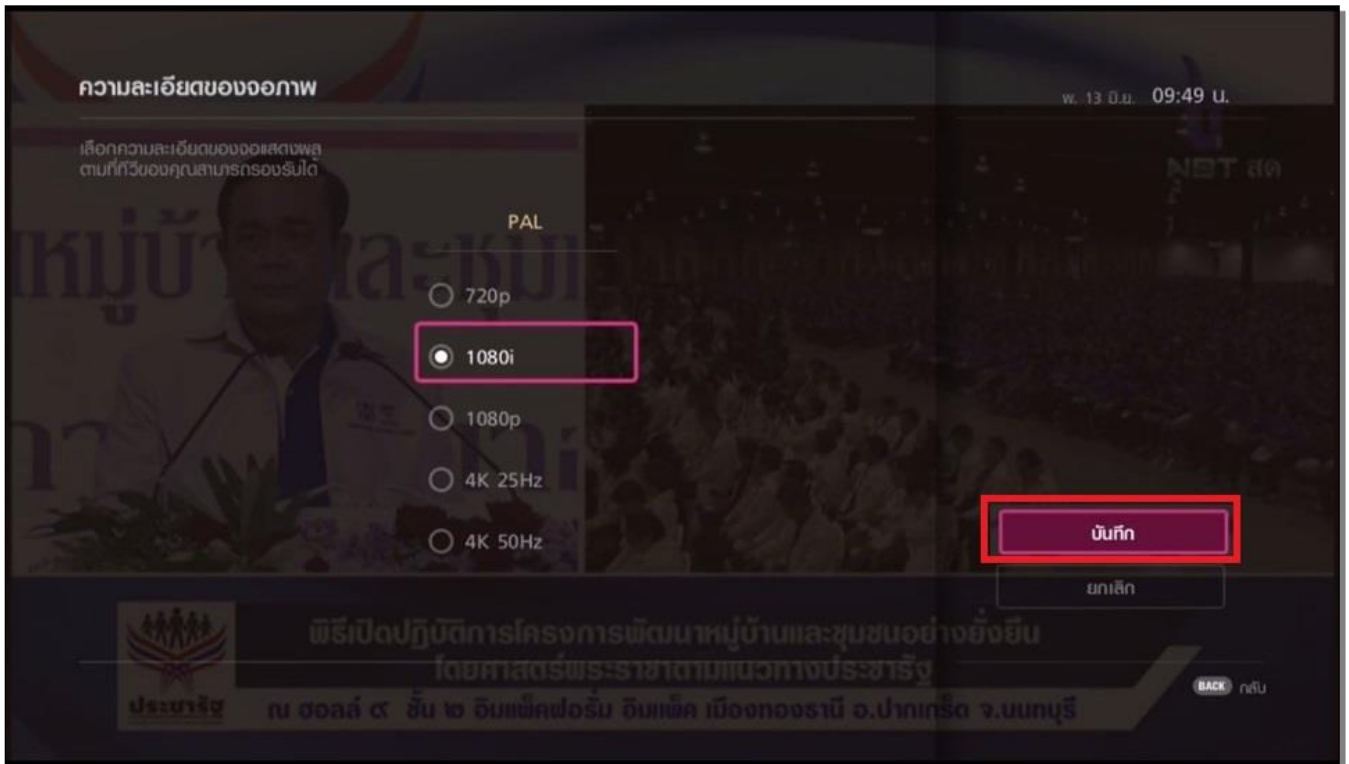 ความละเอียดของจอภาพ
พ. 13 มิ.ย. 09:49 น.
เลือกความละเอียดของจอแสดงผล
ตามที่ทีวีของคุณสามารถรองรับได้
NBT สด
PAL
หมู่บ้ และชุม
720p
1080i
1080p
4K 25Hz
4K 50Hz
บันทึก
ยกเลิก
พิธีเปิดปฏิบัติการโครงการพัฒนาหมู่บ้านและชุมชนอย่างยั่งยืน
โดยศาสตร์พระราชาตามแนวทางประชารัฐ
BACK กลับ
ประชารัฐ
ณ ฮอลล์ ๙ ชั้น ๒ อิมแพ็คฟอรั่ม อิมแพ็ค เมืองทองธานี อ.ปากเกร็ด จ.นนทบุรี